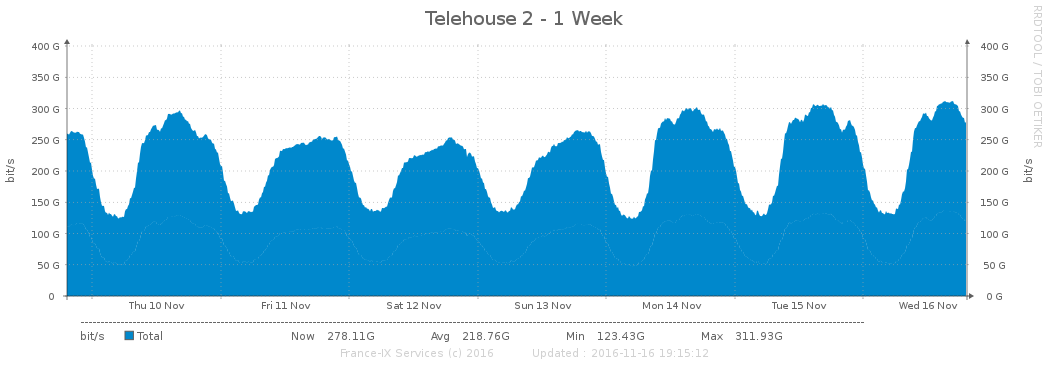 Telehouse 2 - 1 Week
RRDTOOL / TOBI OETIKER
400 G 400 G
350 G 350 G
300 G 300 G
250 G 250 G
200 G 200 G
150 G 150 G
100 G 100 G
50 G 50 G
0 0 G
bit/s
bit/s
Thu 10 Nov Fri 11 Nov Sat 12 Nov Sun 13 Nov Mon 14 Nov Tue 15 Nov Wed 16 Nov
bit/s Total Now 278.11G Avg 218.76G Min 123.43G Max 311.93G
France-IX Services (c) 2016 Updated : 2016-11-16 19:15:12